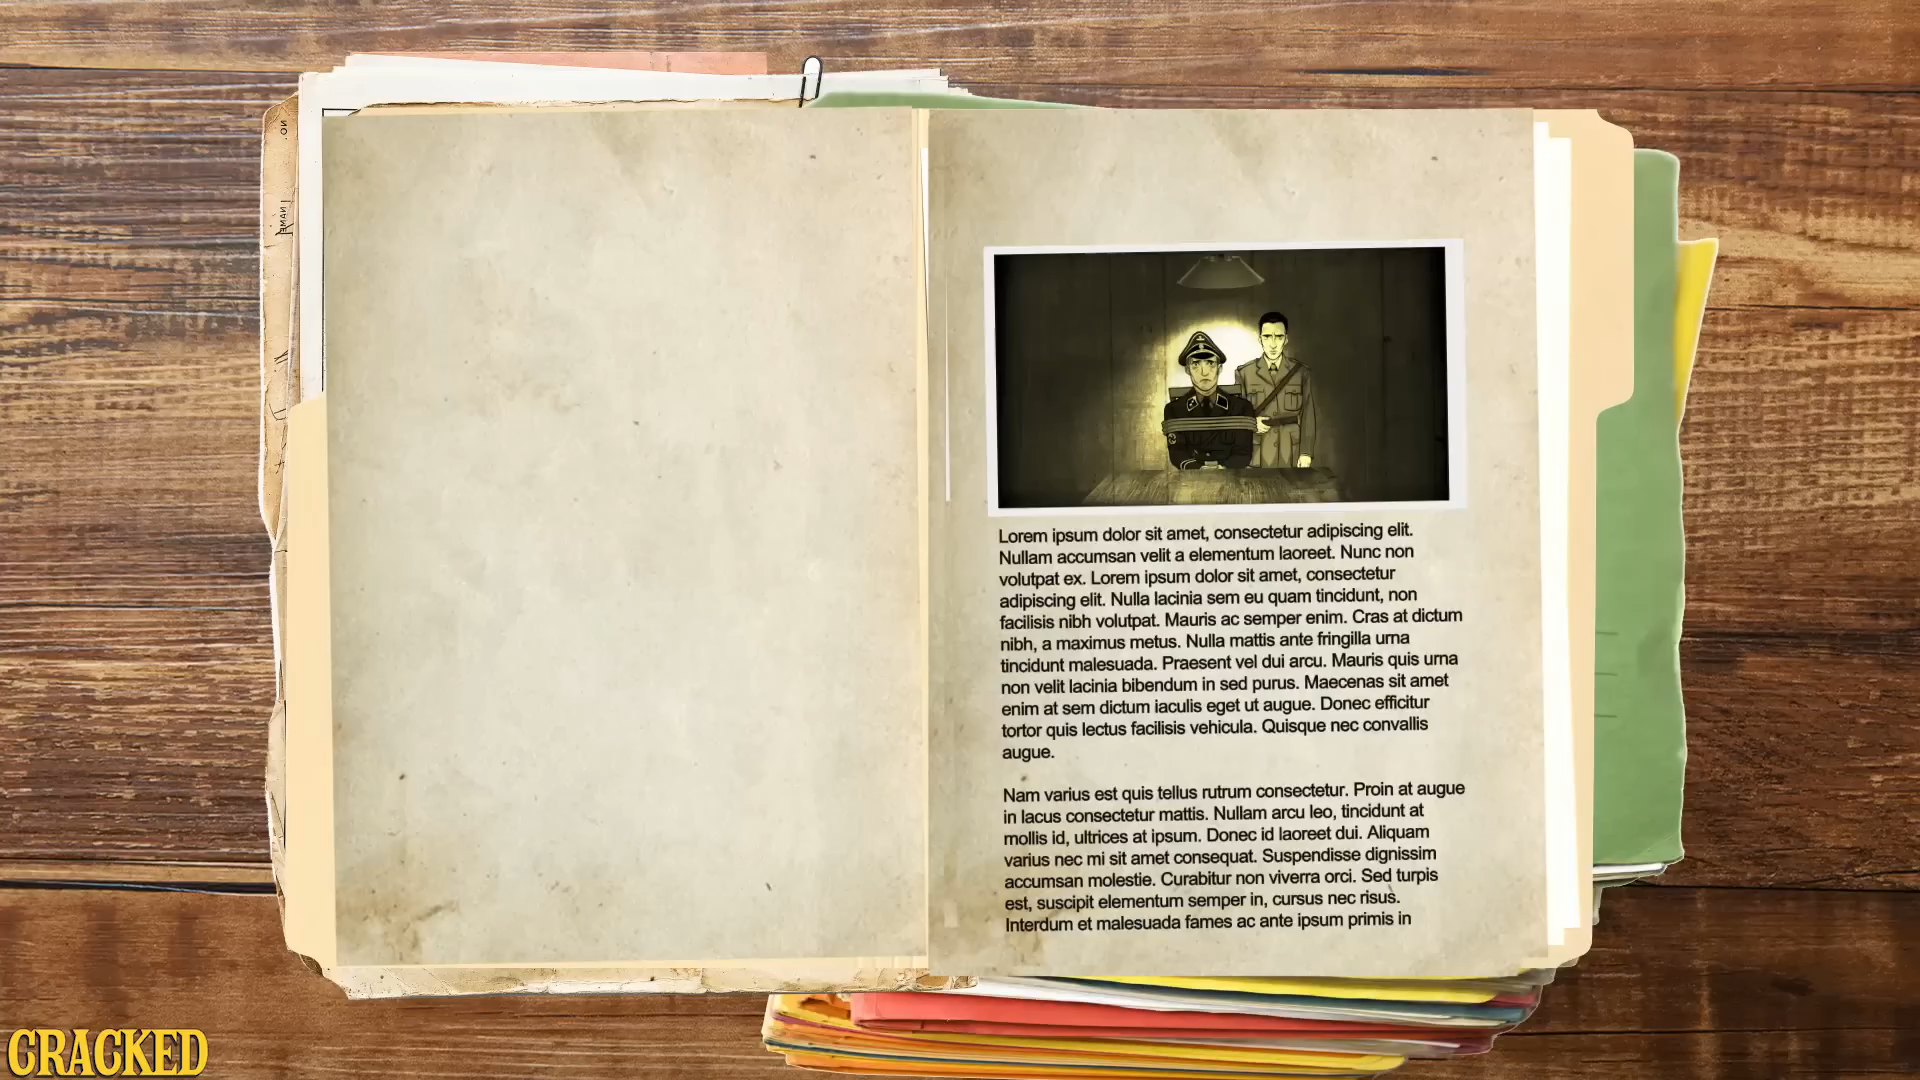 NO.
NAME
Lorem ipsum dolor sit amet, consectetur adipiscing elit.
Nullam accumsan velit a elementum laoreet. Nunc non
volutpat ex. Lorem ipsum dolor sit amet, consectetur
adipiscing elit. Nulla lacinia sem eu quam tincidunt, non
facilisis nibh volutpat. Mauris ac semper enim. Cras at dictum
nibh, a maximus metus. Nulla mattis ante fringilla urna
tincidunt malesuada. Praesent vel dui arcu. Mauris quis urna
non velit lacinia bibendum in sed purus. Maecenas sit amet
enim at sem dictum iaculis eget ut augue. Donec efficitur
tortor quis lectus facilisis vehicula. Quisque nec convallis
augue.
Nam varius est quis tellus rutrum consectetur. Proin at augue
in lacus consectetur mattis. Nullam arcu leo, tincidunt at
mollis id, ultrices at ipsum. Donec id laoreet dui. Aliquam
varius nec mi sit amet consequat. Suspendisse dignissim
accumsan molestie. Curabitur non viverra orci. Sed turpis
est, suscipit elementum semper in, cursus nec risus.
Interdum et malesuada fames ac ante ipsum primis in
CRACKED